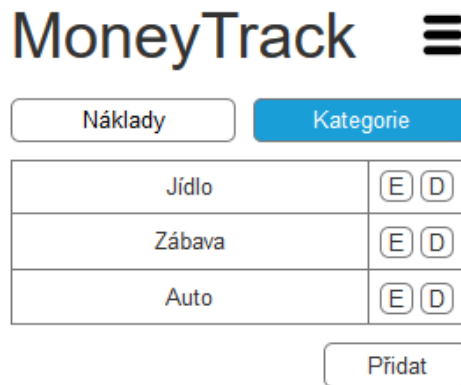 MoneyTrack
Náklady Kategorie
Jídlo E D
Zábava E D
Auto E D
Přidat